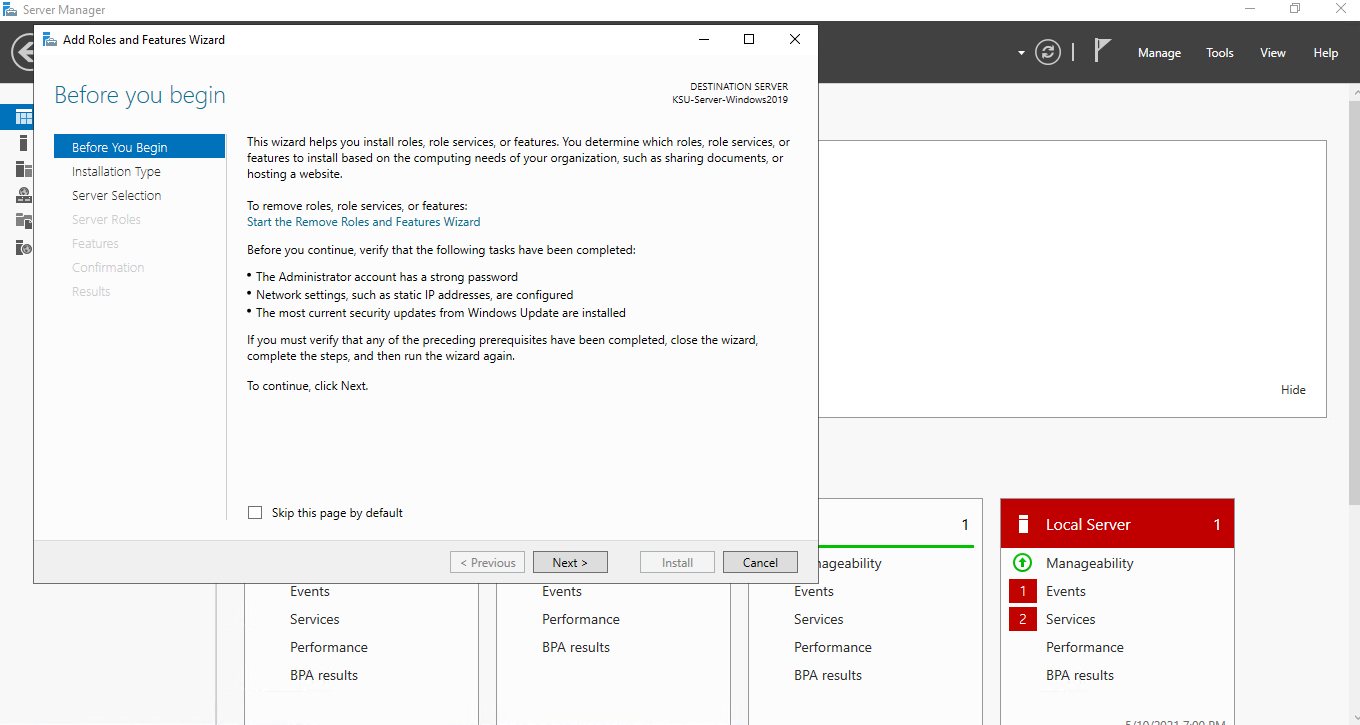 Server Manager
Manage Tools View Help
Add Roles and Features Wizard
Before you begin
DESTINATION SERVER
KSU-Server-Windows2019
Before You Begin
Installation Type
Server Selection
Server Roles
Features
Confirmation
Results
This wizard helps you install roles, role services, or features. You determine which roles, role services, or
features to install based on the computing needs of your organization, such as sharing documents, or
hosting a website.
To remove roles, role services, or features:
Start the Remove Roles and Features Wizard
Before you continue, verify that the following tasks have been completed:
• The Administrator account has a strong password
• Network settings, such as static IP addresses, are configured
• The most current security updates from Windows Update are installed
If you must verify that any of the preceding prerequisites have been completed, close the wizard,
complete the steps, and then run the wizard again.
To continue, click Next.
Skip this page by default
< Previous Next > Install Cancel
Hide
Events
Services
Performance
BPA results
Events
Performance
BPA results
1
nageability
Events
Services
Performance
BPA results
Local Server 1
Manageability
1 Events
2 Services
Performance
BPA results
5/10/2021 7:00 PM